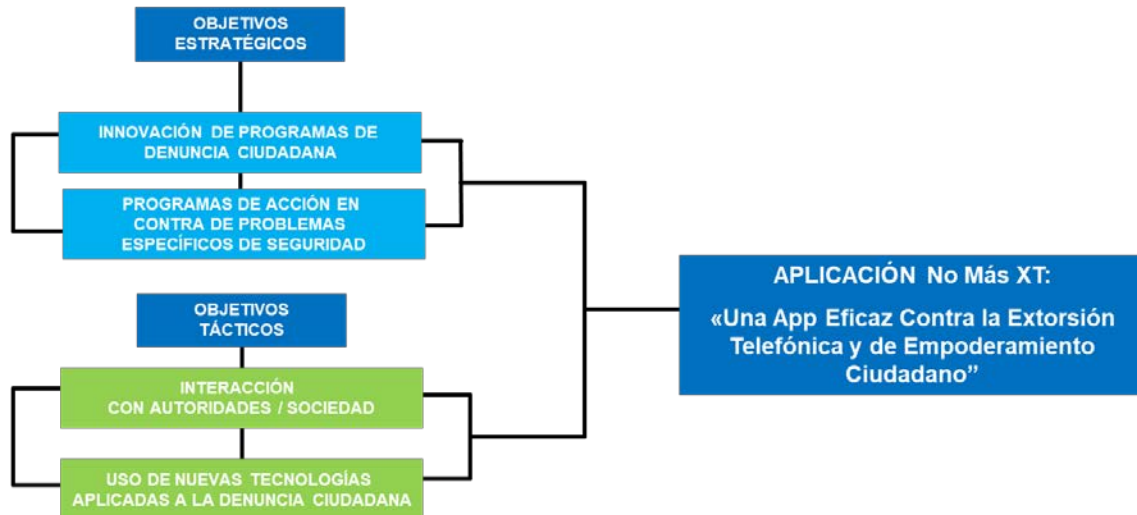 OBJETIVOS
ESTRATÉGICOS
INNOVACIÓN DE PROGRAMAS DE
DENUNCIA CIUDADANA
PROGRAMAS DE ACCIÓN EN
CONTRA DE PROBLEMAS
ESPECÍFICOS DE SEGURIDAD
OBJETIVOS
TÁCTICOS
INTERACCIÓN
CON AUTORIDADES / SOCIEDAD
USO DE NUEVAS TECNOLOGÍAS
APLICADAS A LA DENUNCIA CIUDADANA
APLICACIÓN No Más XT:
«Una App Eficaz Contra la Extorsión
Telefónica y de Empoderamiento
Ciudadano”